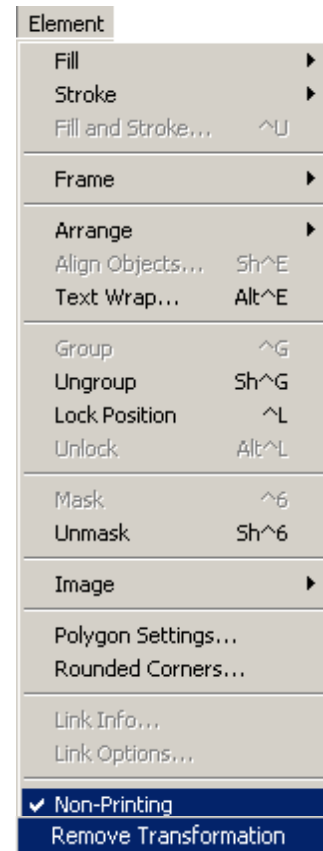 Element
Fill
Stroke
Fill and Stroke... ^U
Frame
Arrange
Align Objects... Sh^E
Text Wrap... Alt^E
Group ^G
Ungroup Sh^G
Lock Position ^L
Unlock Alt^L
Mask ^6
Unmask Sh^6
Image
Polygon Settings...
Rounded Corners...
Link Info...
Link Options...
Non-Printing
Remove Transformation